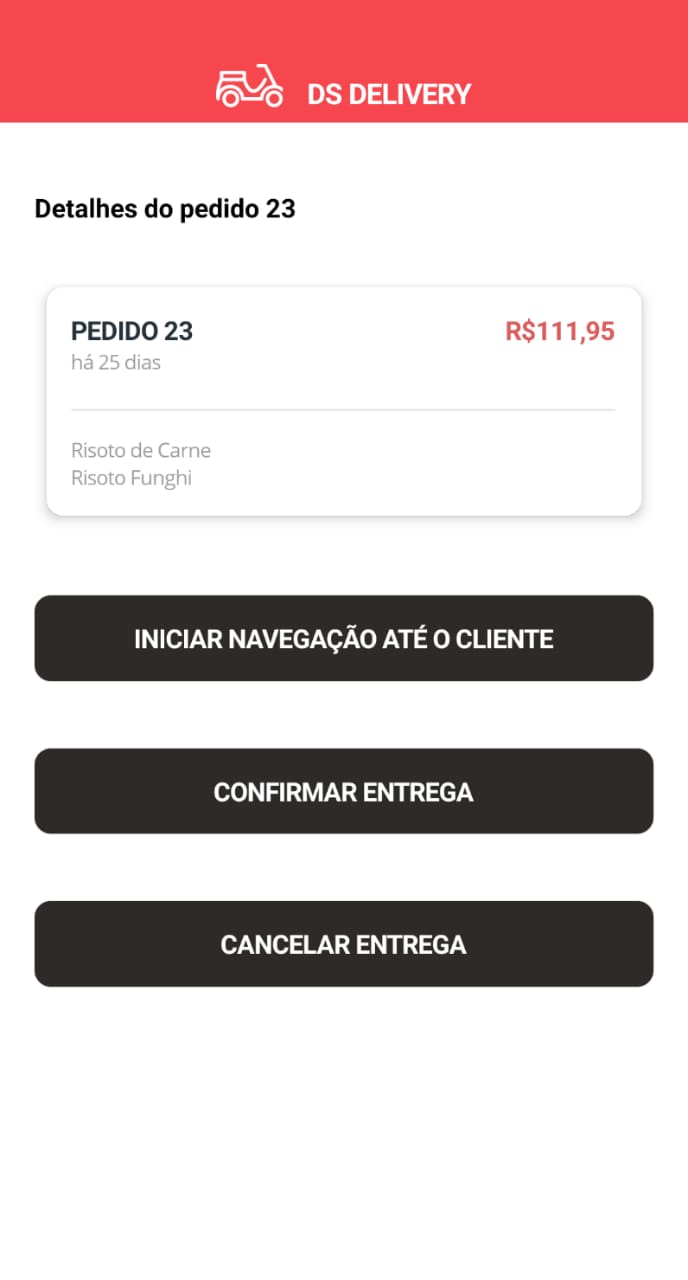 DS DELIVERY
Detalhes do pedido 23
PEDIDO 23
R$111,95
há 25 dias
Risoto de Carne
Risoto Funghi
INICIAR NAVEGAÇÃO ATÉ O CLIENTE
CONFIRMAR ENTREGA
CANCELAR ENTREGA